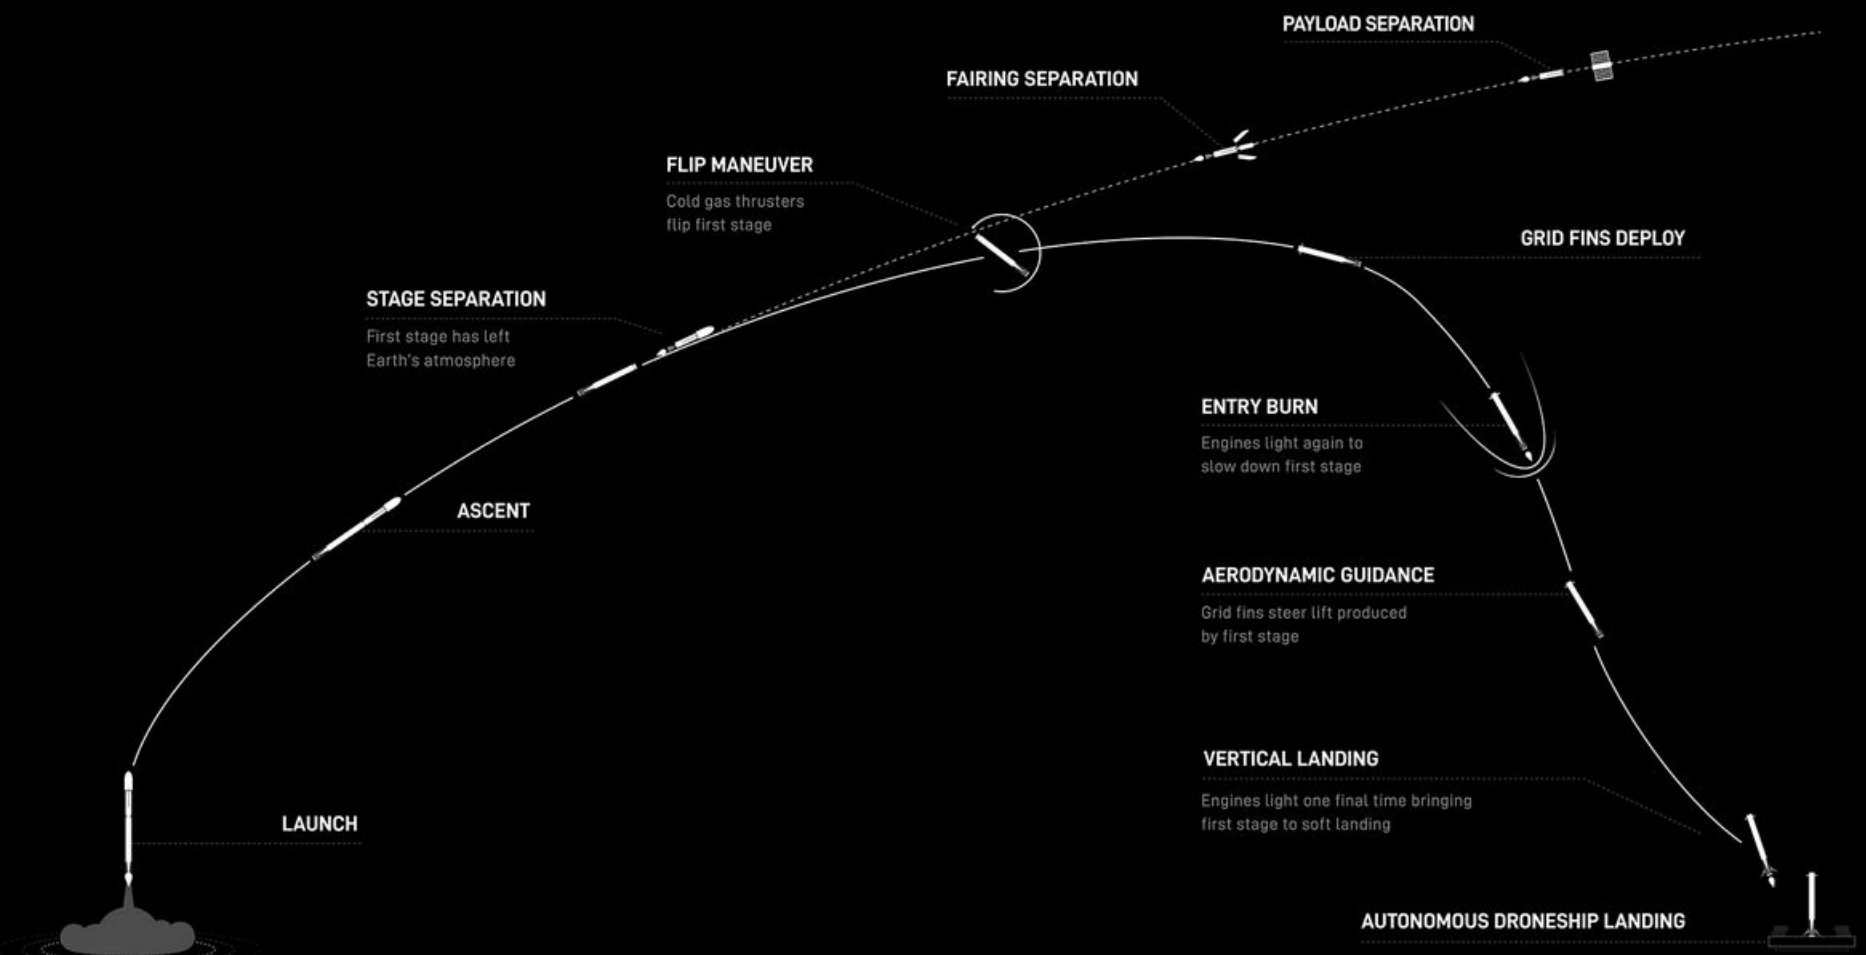 PAYLOAD SEPARATION
FAIRING SEPARATION
FLIP MANEUVER
Cold gas thrusters
flip first stage
GRID FINS DEPLOY
STAGE SEPARATION
First stage has left
Earth's atmosphere
ENTRY BURN
Engines light again to
slow down first stage
ASCENT
AERODYNAMIC GUIDANCE
Grid fins steer lift produced
by first stage
VERTICAL LANDING
Engines light one final time bringing
first stage to soft landing
LAUNCH
AUTONOMOUS DRONESHIP LANDING